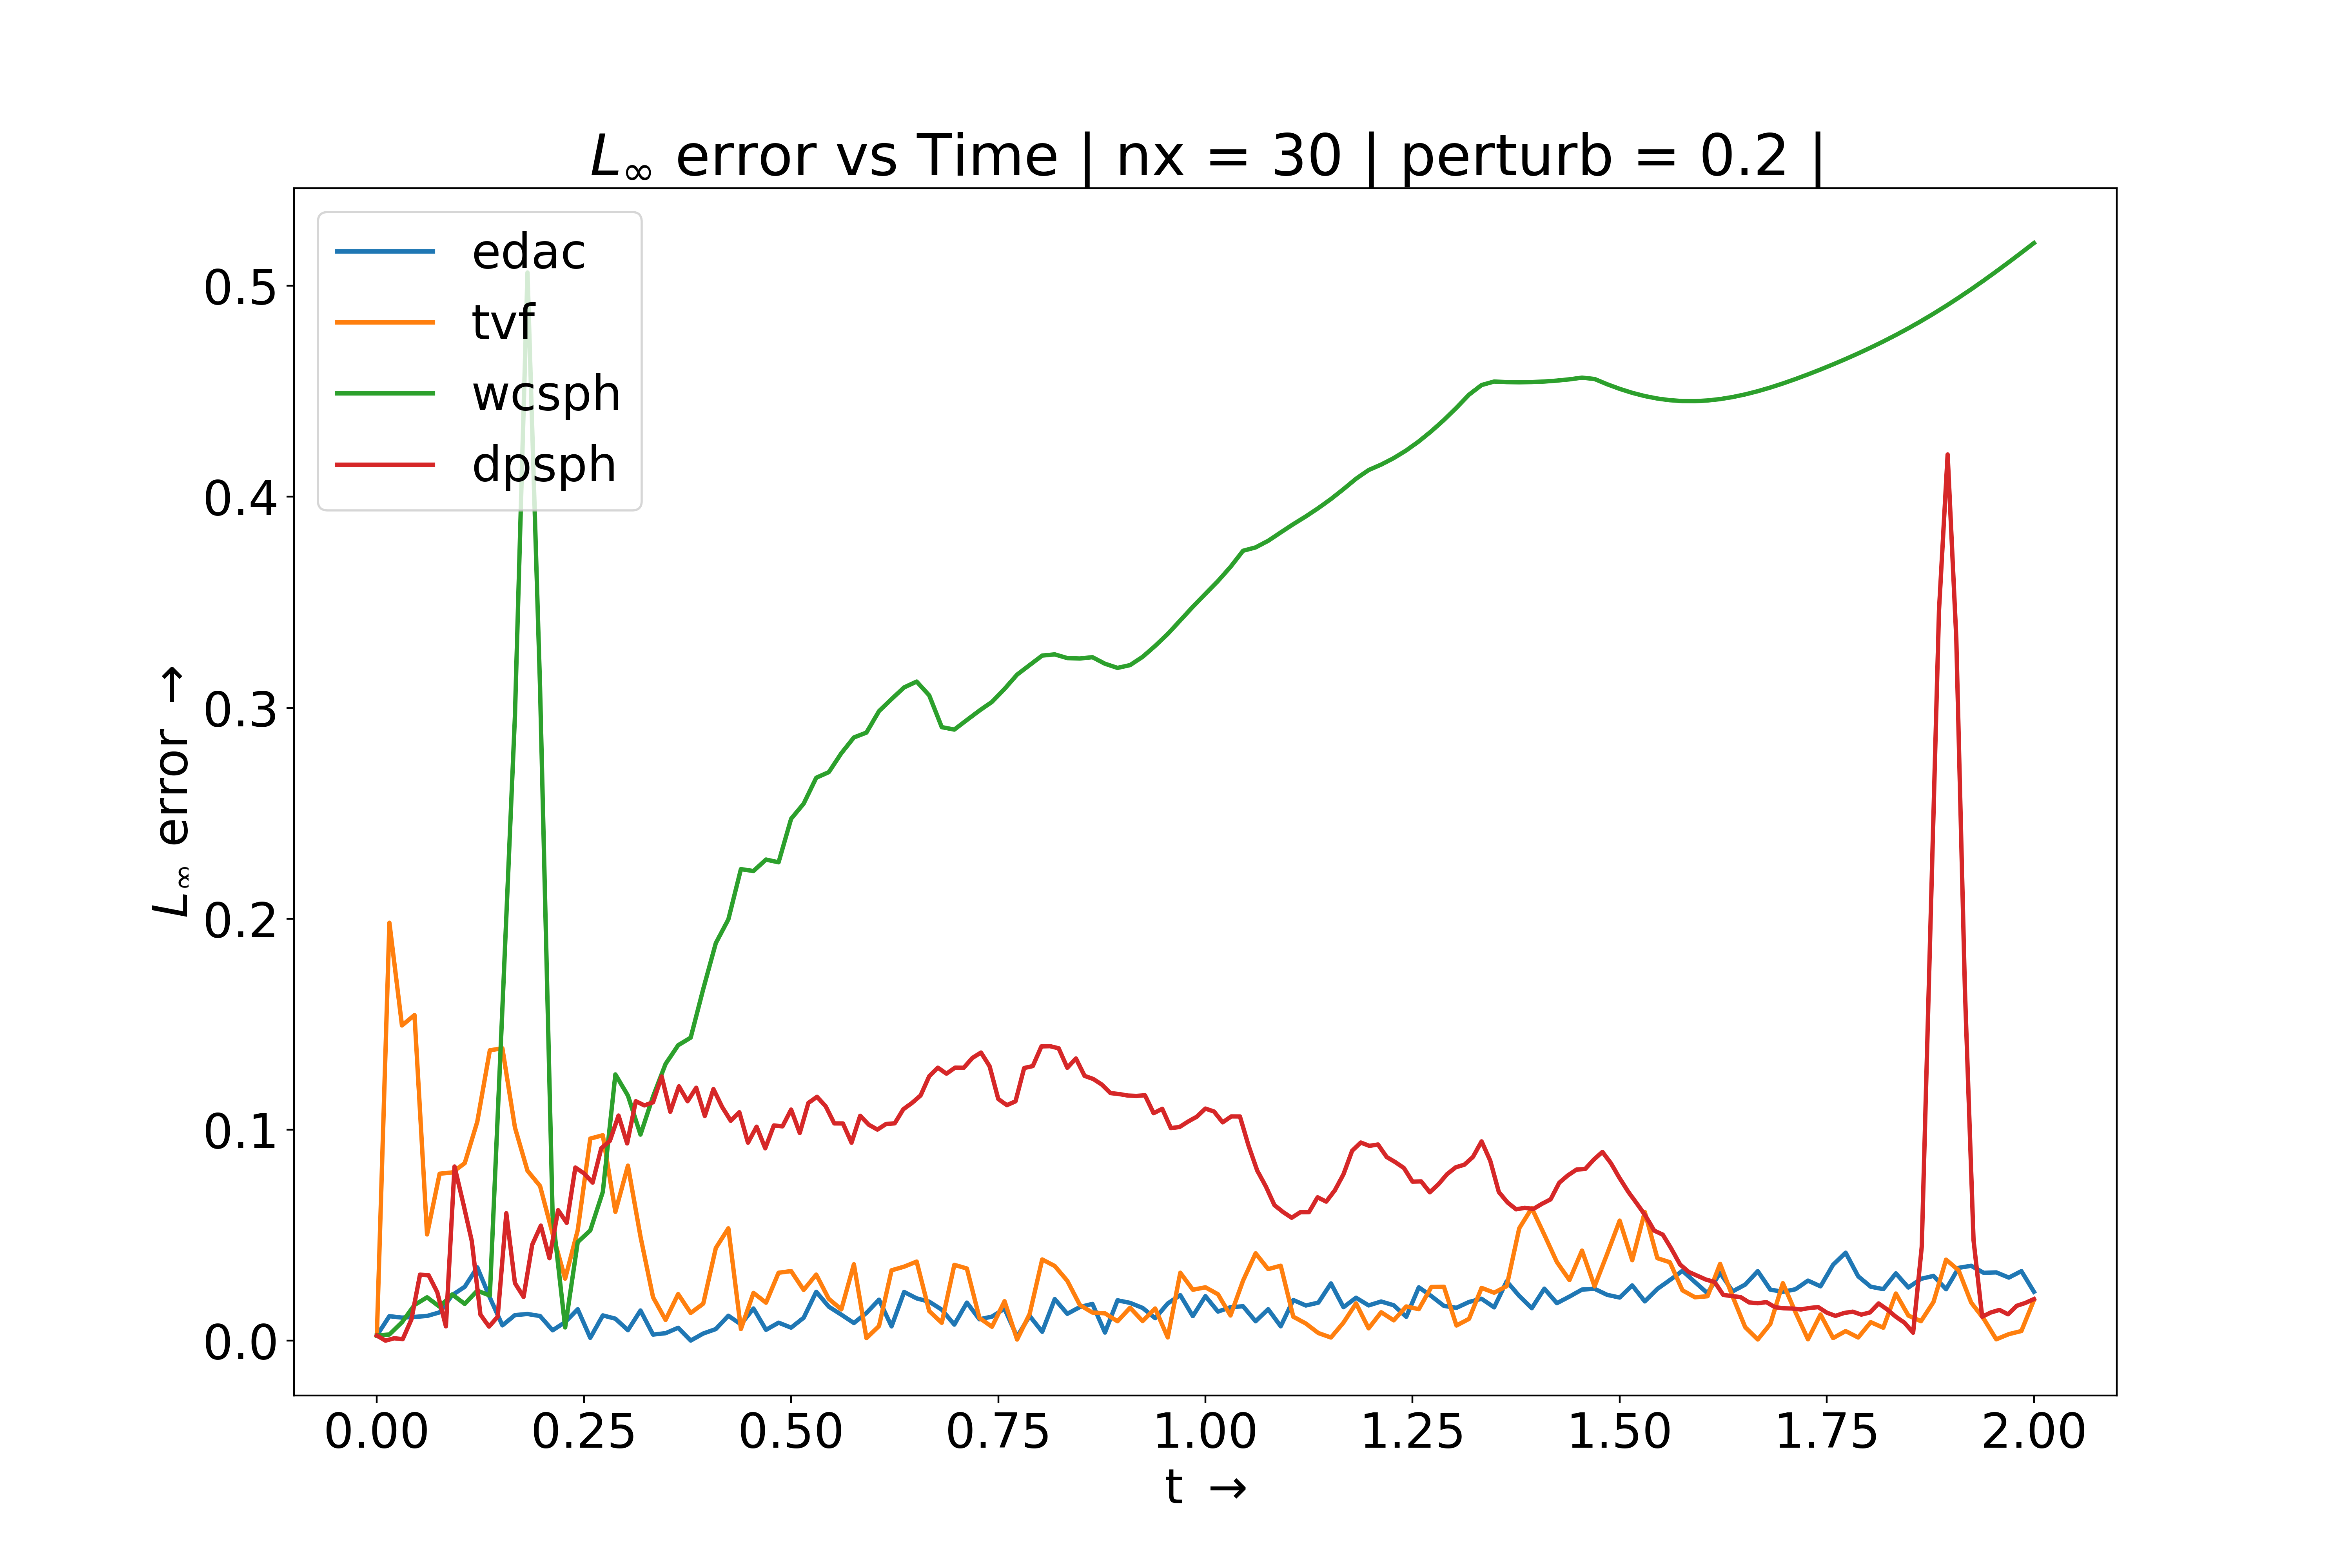 L∞ error vs Time | nx = 30 | perturb = 0.2 |
edac
tvf
wcsph
dpsph
0.5
0.4
0.3
0.2
0.1
0.0
L∞ error →
0.00 0.25 0.50 0.75 1.00 1.25 1.50 1.75 2.00
t →